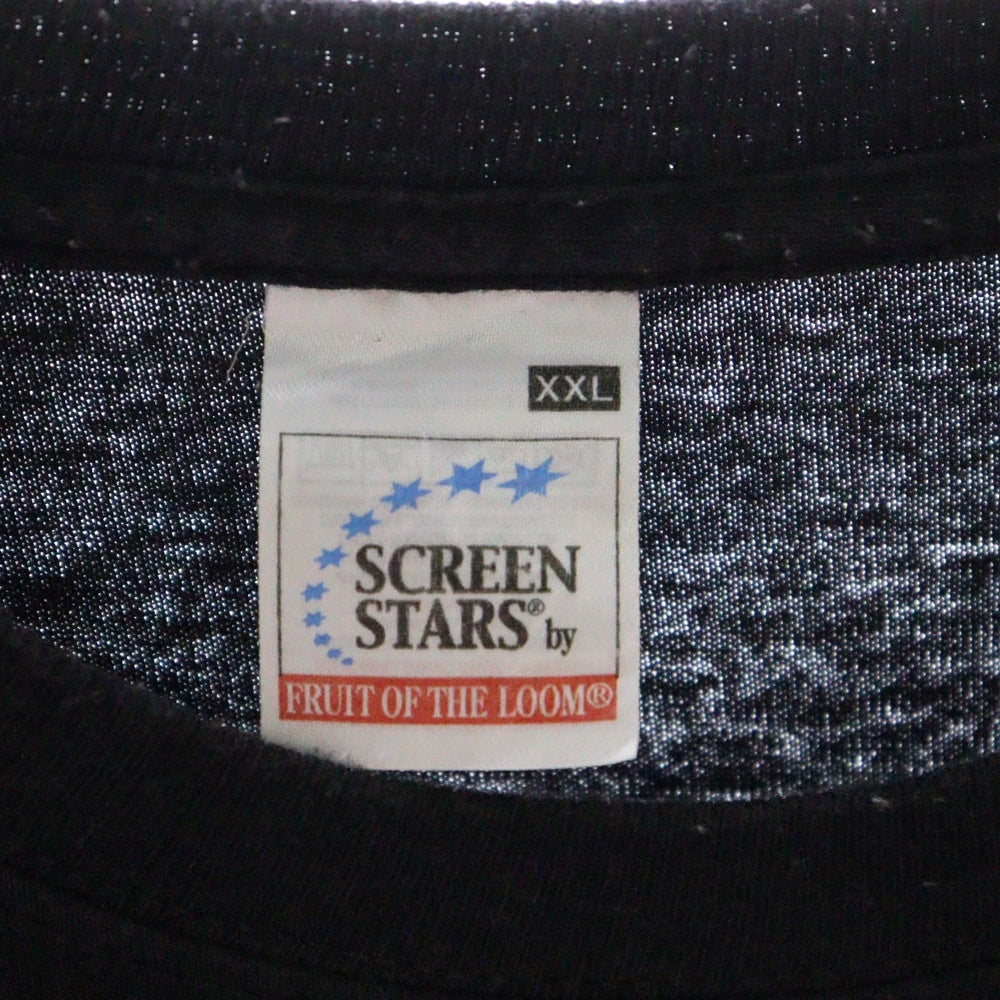 XXL
SCREEN
STARS® by
FRUIT OF THE LOOM®